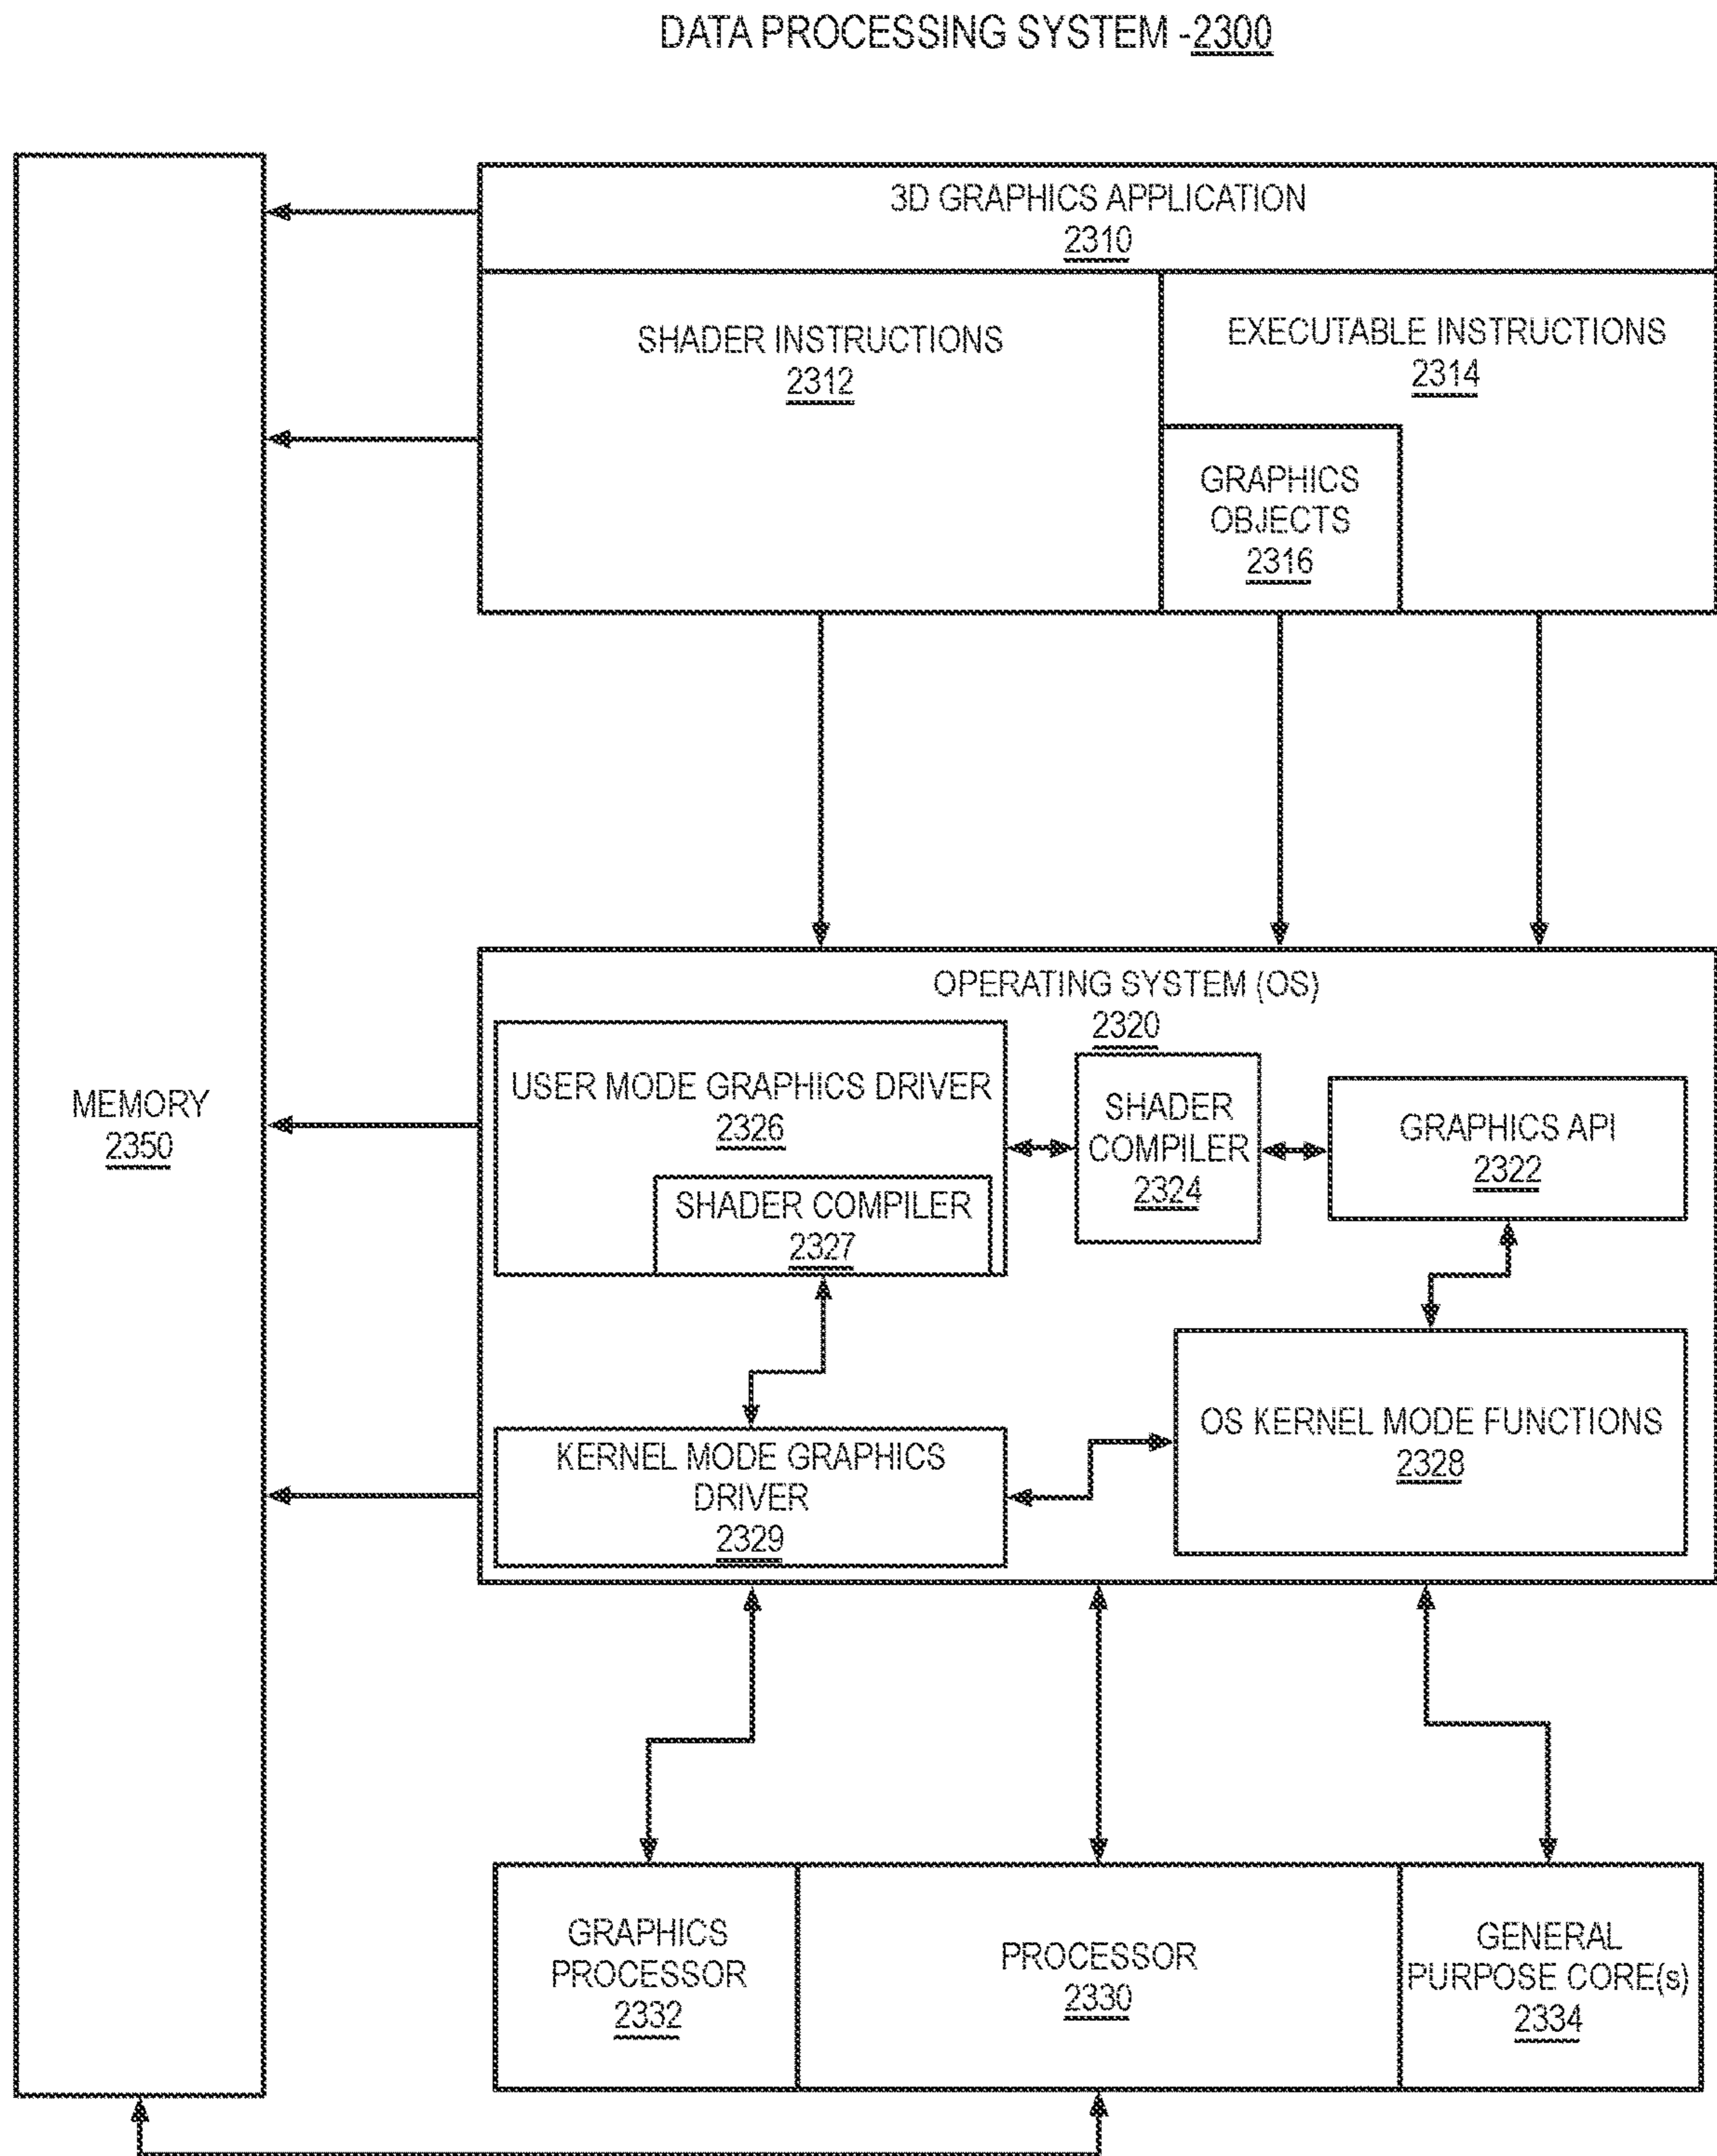 DATA PROCESSING SYSTEM -2300
3D GRAPHICS APPLICATION
2310
SHADER INSTRUCTIONS
2312
EXECUTABLE INSTRUCTIONS
2314
GRAPHICS
OBJECTS
2316
MEMORY
2350
OPERATING SYSTEM (OS)
2320
USER MODE GRAPHICS DRIVER
2326
SHADER COMPILER
2327
SHADER
COMPILER
2324
GRAPHICS API
2322
KERNEL MODE GRAPHICS
DRIVER
2329
OS KERNEL MODE FUNCTIONS
2328
GRAPHICS
PROCESSOR
2332
PROCESSOR
2330
GENERAL
PURPOSE CORE(s)
2334